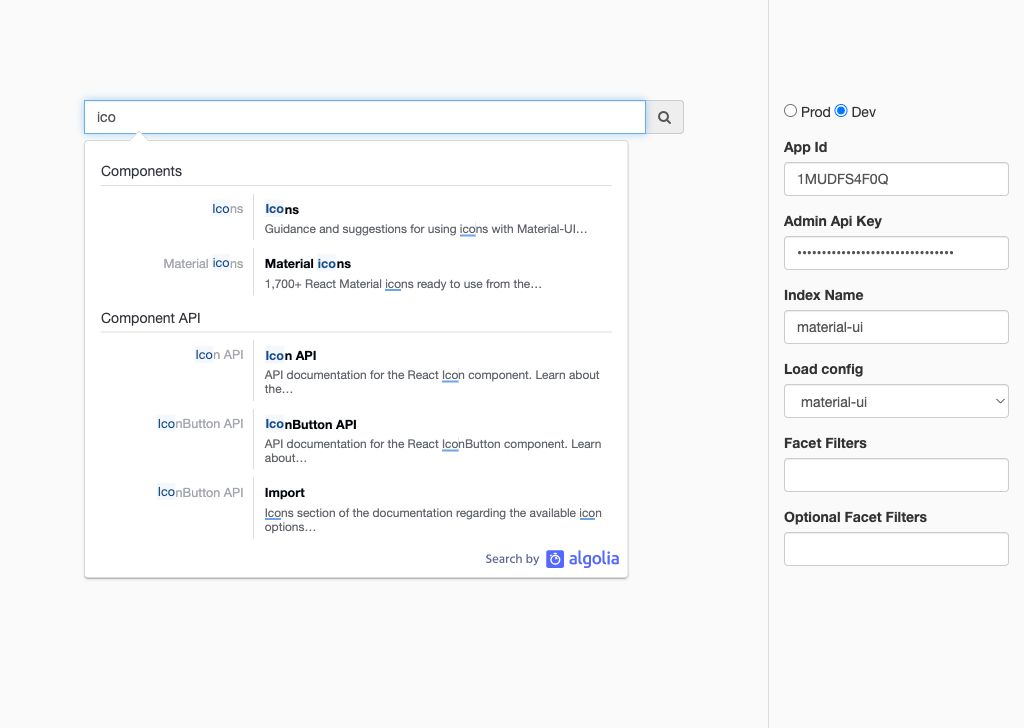 ico
Components
Icons
Icons
Guidance and suggestions for using icons with Material-UI…
Material icons
Material icons
1,700+ React Material icons ready to use from the…
Component API
Icon API
Icon API
API documentation for the React Icon component. Learn about
the…
IconButton API
IconButton API
API documentation for the React IconButton component. Learn
about…
IconButton API
Import
Icons section of the documentation regarding the available icon
options…
Search by algolia
Prod Dev
App Id
1MUDFS4F0Q
Admin Api Key
••••••••••••••••••••••••••••••••
Index Name
material-ui
Load config
material-ui
Facet Filters
Optional Facet Filters